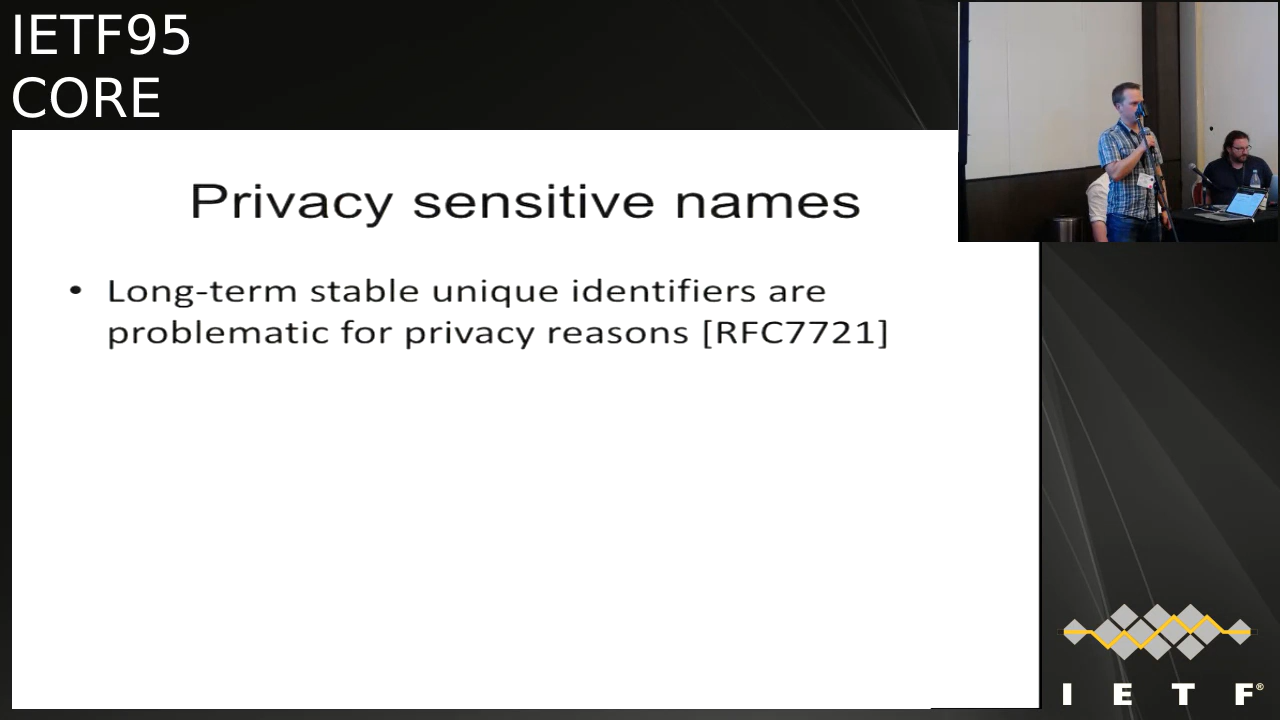 IETF95
CORE
Privacy sensitive names
• Long-term stable unique identifiers are
problematic for privacy reasons [RFC7721]
I E T F®